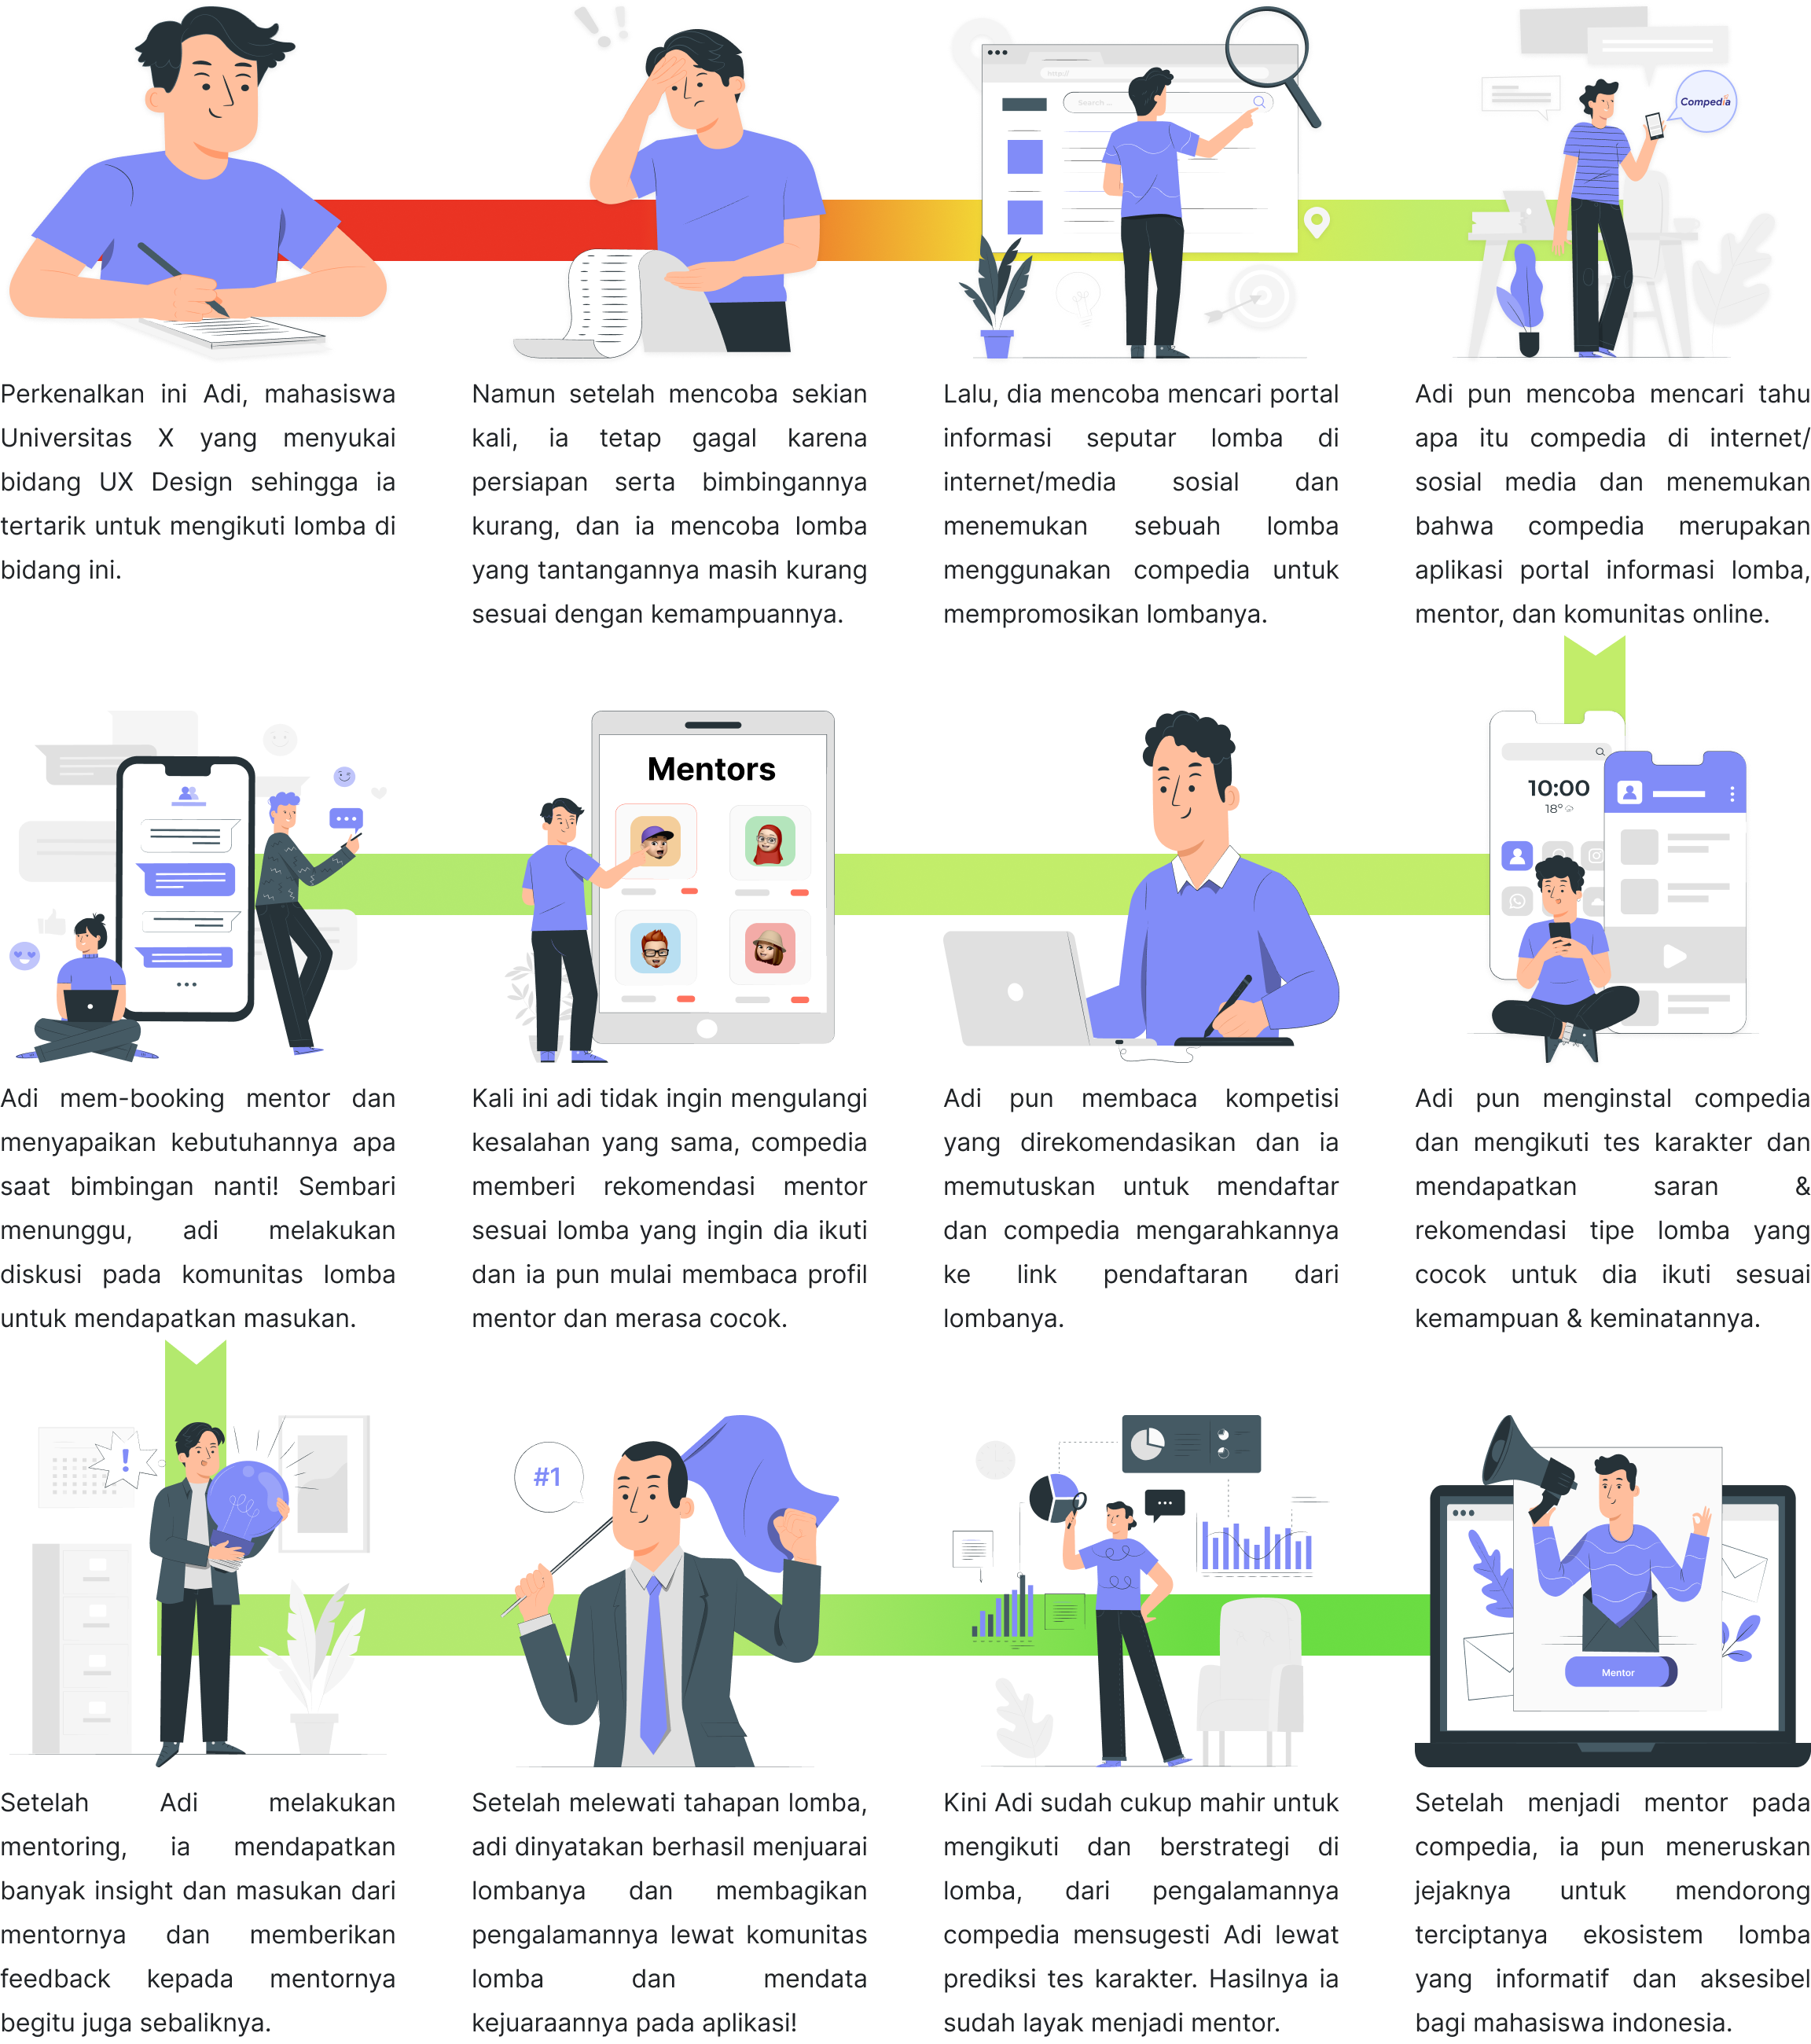 Perkenalkan ini Adi, mahasiswa
Universitas X yang menyukai
bidang UX Design sehingga ia
tertarik untuk mengikuti lomba di
bidang ini.
!!
Namun setelah mencoba sekian
kali, ia tetap gagal karena
persiapan serta bimbingannya
kurang, dan ia mencoba lomba
yang tantangannya masih kurang
sesuai dengan kemampuannya.
http://
Search ...
Lalu, dia mencoba mencari portal
informasi seputar lomba di
internet/media sosial dan
menemukan sebuah lomba
menggunakan compedia untuk
mempromosikan lombanya.
Compedia
Adi pun mencoba mencari tahu
apa itu compedia di internet/
sosial media dan menemukan
bahwa compedia merupakan
aplikasi portal informasi lomba,
mentor, dan komunitas online.
10:00
18°
Adi pun menginstal compedia
dan mengikuti tes karakter dan
mendapatkan saran &
rekomendasi tipe lomba yang
cocok untuk dia ikuti sesuai
kemampuan & keminatannya.
Adi pun membaca kompetisi
yang direkomendasikan dan ia
memutuskan untuk mendaftar
dan compedia mengarahkannya
ke link pendaftaran dari
lombanya.
Mentors
Kali ini adi tidak ingin mengulangi
kesalahan yang sama, compedia
memberi rekomendasi mentor
sesuai lomba yang ingin dia ikuti
dan ia pun mulai membaca profil
mentor dan merasa cocok.
Adi mem-booking mentor dan
menyapaikan kebutuhannya apa
saat bimbingan nanti! Sembari
menunggu, adi melakukan
diskusi pada komunitas lomba
untuk mendapatkan masukan.
!
Setelah Adi melakukan
mentoring, ia mendapatkan
banyak insight dan masukan dari
mentornya dan memberikan
feedback kepada mentornya
begitu juga sebaliknya.
#1
Setelah melewati tahapan lomba,
adi dinyatakan berhasil menjuarai
lombanya dan membagikan
pengalamannya lewat komunitas
lomba dan mendata
kejuaraannya pada aplikasi!
Kini Adi sudah cukup mahir untuk
mengikuti dan berstrategi di
lomba, dari pengalamannya
compedia mensugesti Adi lewat
prediksi tes karakter. Hasilnya ia
sudah layak menjadi mentor.
Mentor
Setelah menjadi mentor pada
compedia, ia pun meneruskan
jejaknya untuk mendorong
terciptanya ekosistem lomba
yang informatif dan aksesibel
bagi mahasiswa indonesia.